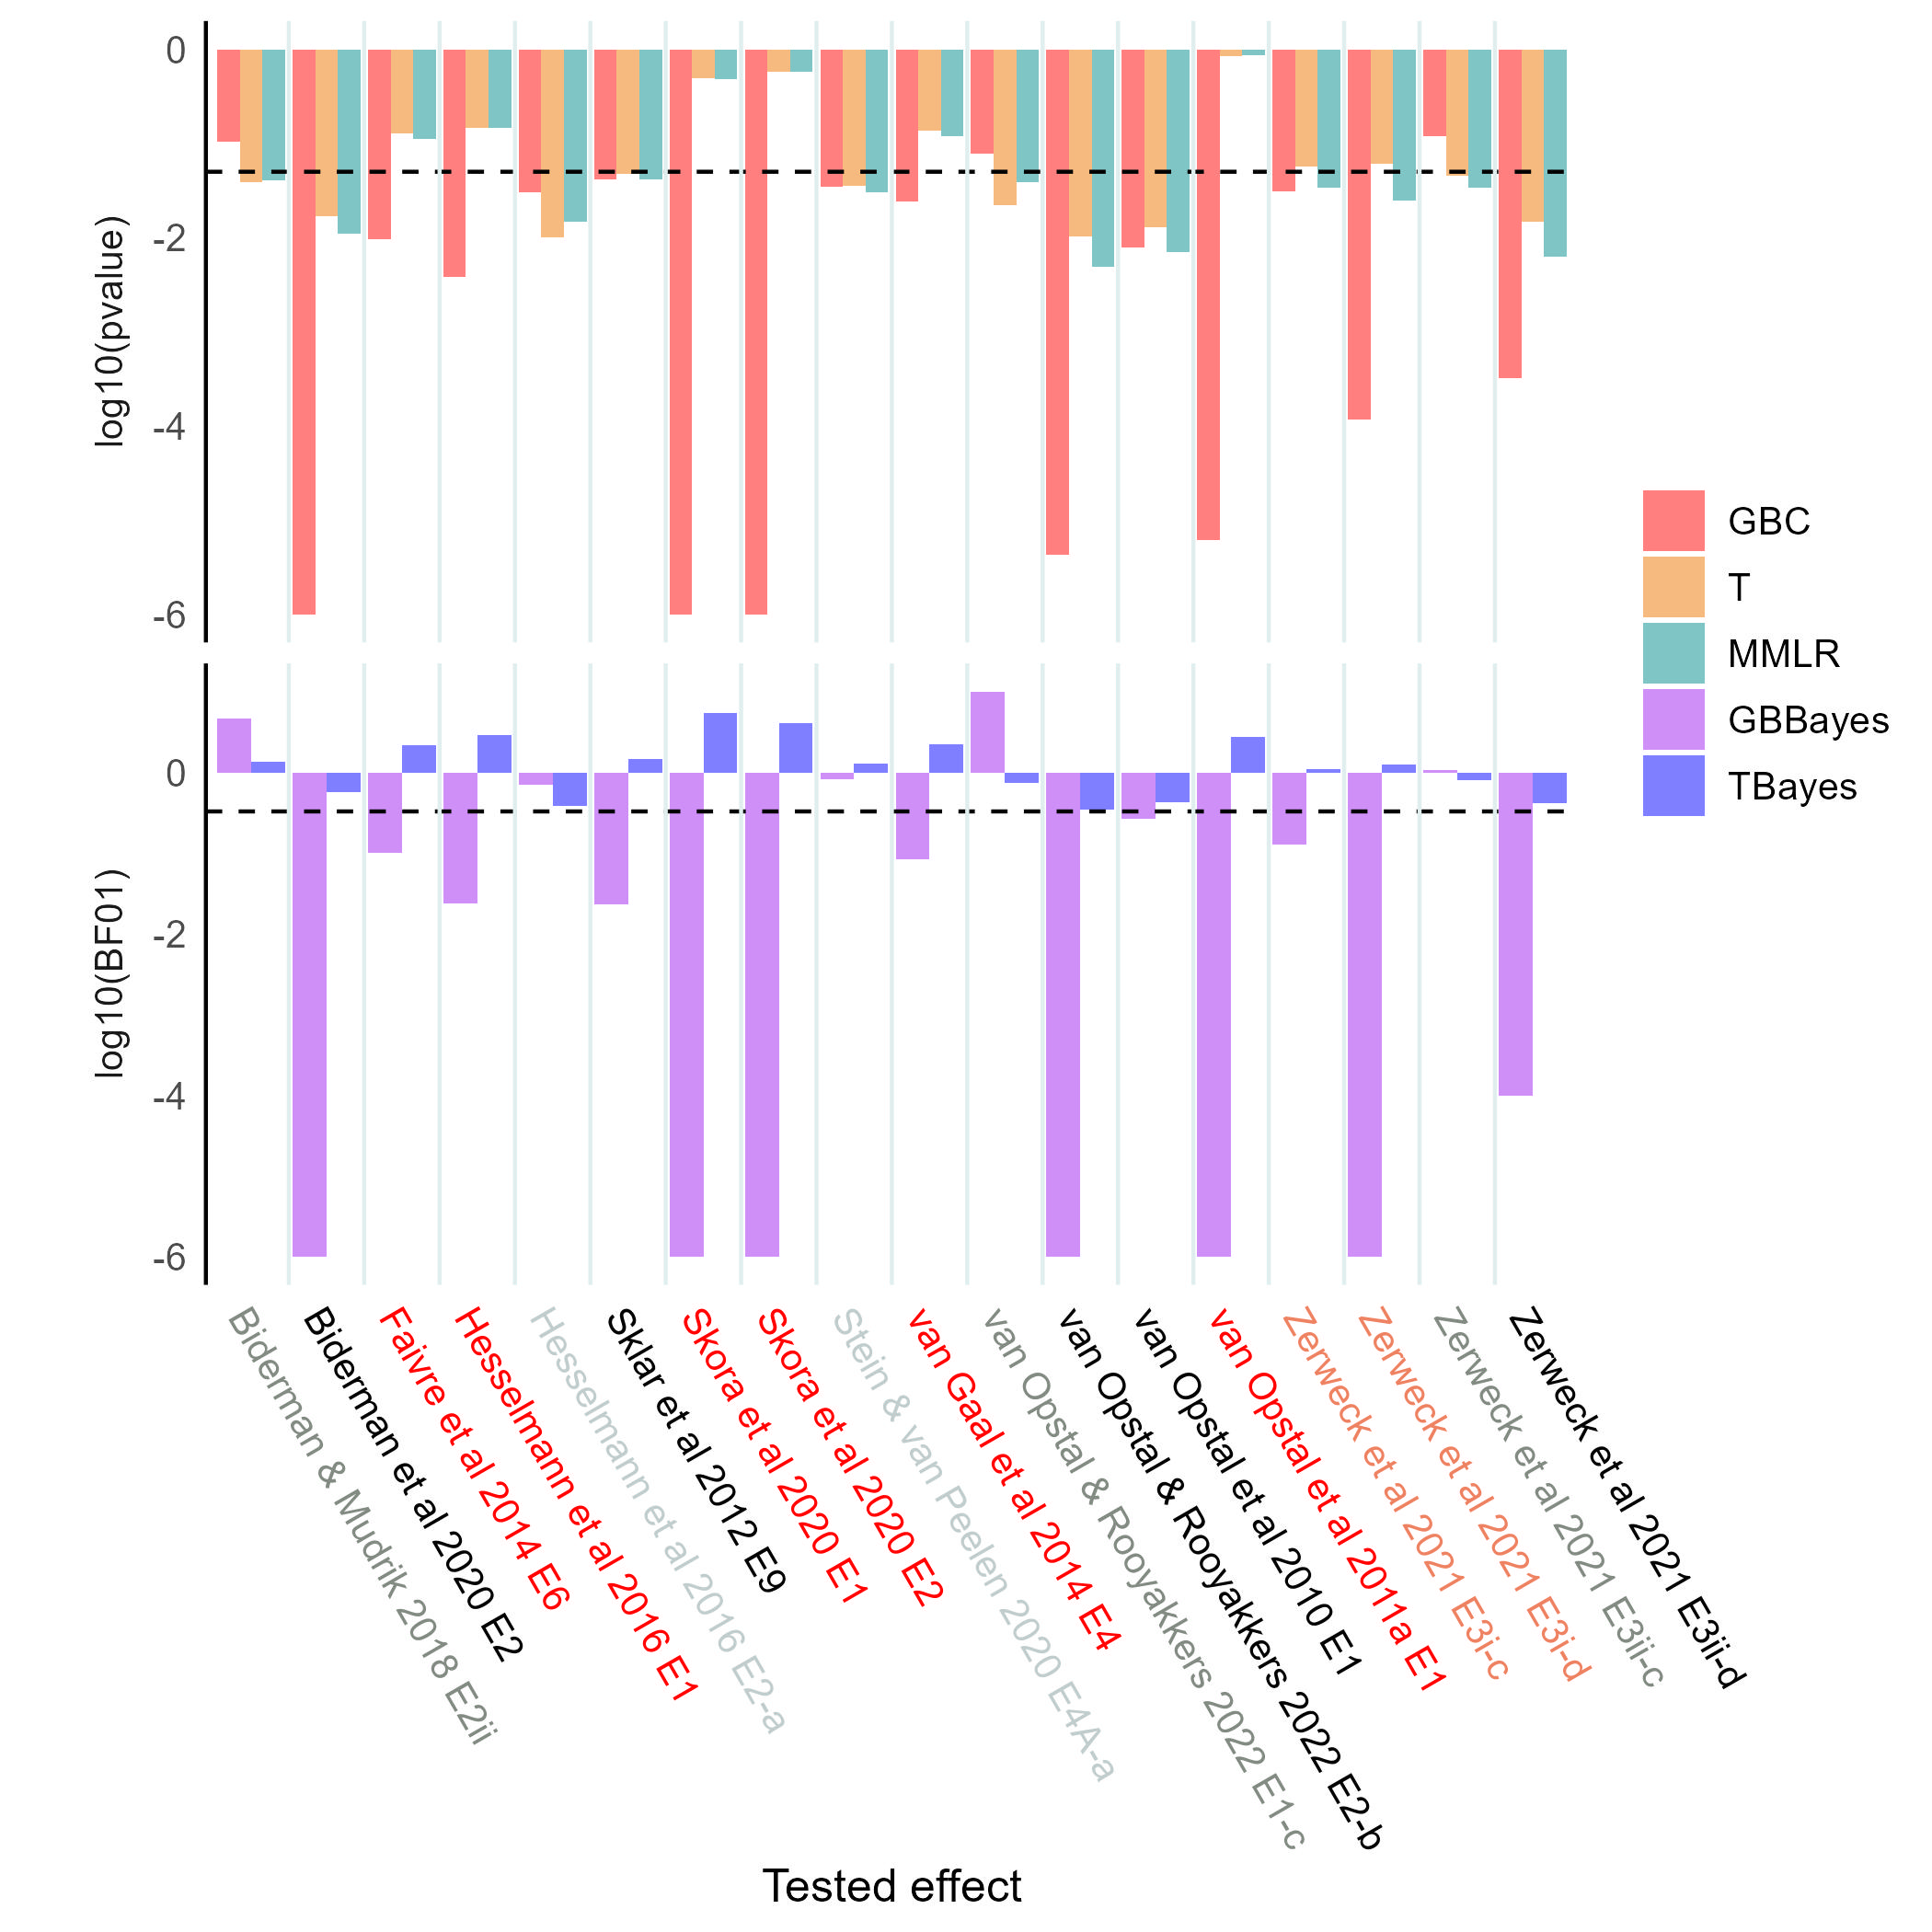 0
-2
-4
-6
log10(pvalue)
0
-2
-4
-6
log10(BF01)
GBC
T
MMLR
GBBayes
TBayes
Biderman & Mudrik 2018 E2ii
Biderman et al 2020 E2
Faivre et al 2014 E6
Hesselmann et al 2016 E1
Hesselmann et al 2016 E2-a
Sklar et al 2012 E9
Skora et al 2020 E1
Skora et al 2020 E2
Stein & van Peelen 2020 E4A-a
van Gaal et al 2014 E4
van Opstal & Rooyakkers 2022 E1-c
van Opstal & Rooyakkers 2022 E2-b
van Opstal et al 2010 E1
van Opstal et al 2011a E1
Zerweck et al 2021 E3i-c
Zerweck et al 2021 E3i-d
Zerweck et al 2021 E3ii-c
Zerweck et al 2021 E3ii-d
Tested effect